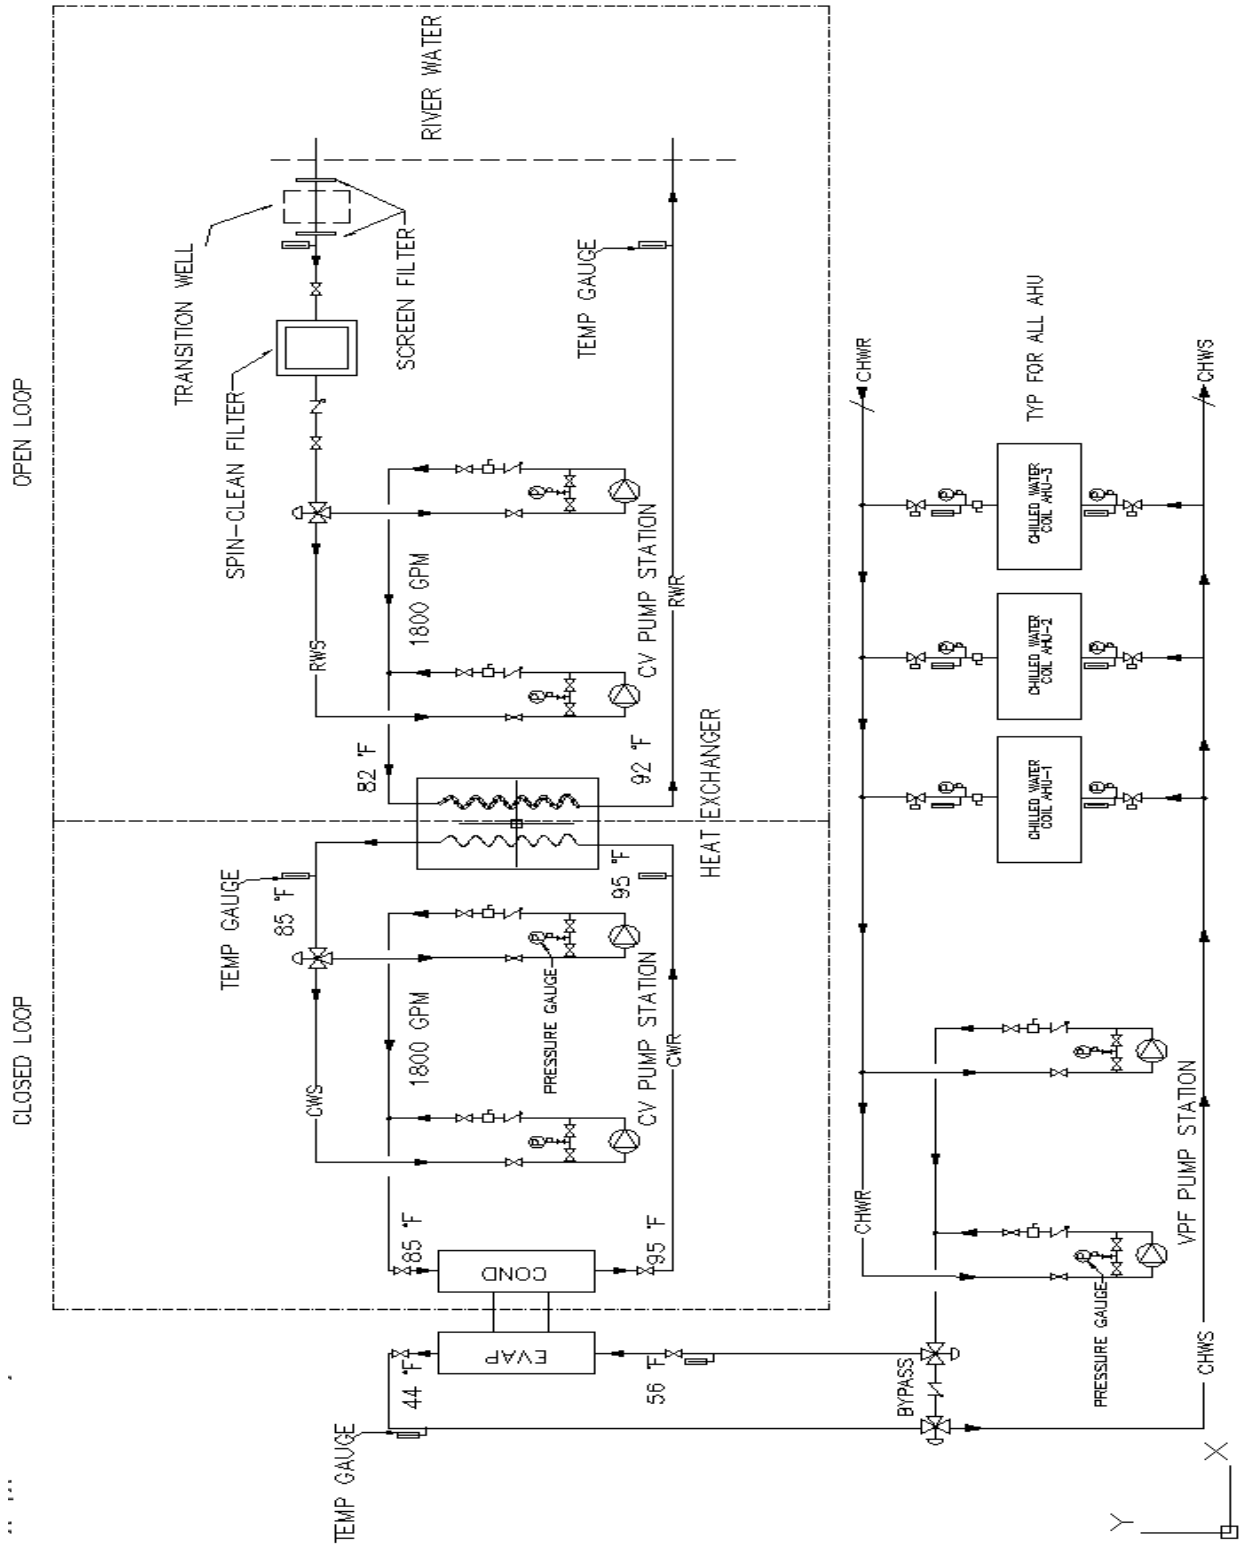 CLOSED LOOP
OPEN LOOP
TEMP GAUGE
44 °F
EVAP
56 °F
BYPASS
COND
85 °F
95 °F
CWS
1800 GPM
PRESSURE GAUGE
CV PUMP STATION
CWR
TEMP GAUGE
85 °F
95 °F
HEAT EXCHANGER
82 °F
92 °F
RWS
1800 GPM
CV PUMP STATION
RWR
SPIN-CLEAN FILTER
TRANSITION WELL
SCREEN FILTER
TEMP GAUGE
RIVER WATER
CHWR
PRESSURE GAUGE
VPF PUMP STATION
CHWS
CHILLED WATER
COIL AHU-1
CHILLED WATER
COIL AHU-2
CHILLED WATER
COIL AHU-3
TYP FOR ALL AHU
CHWR
CHWS
Y
X